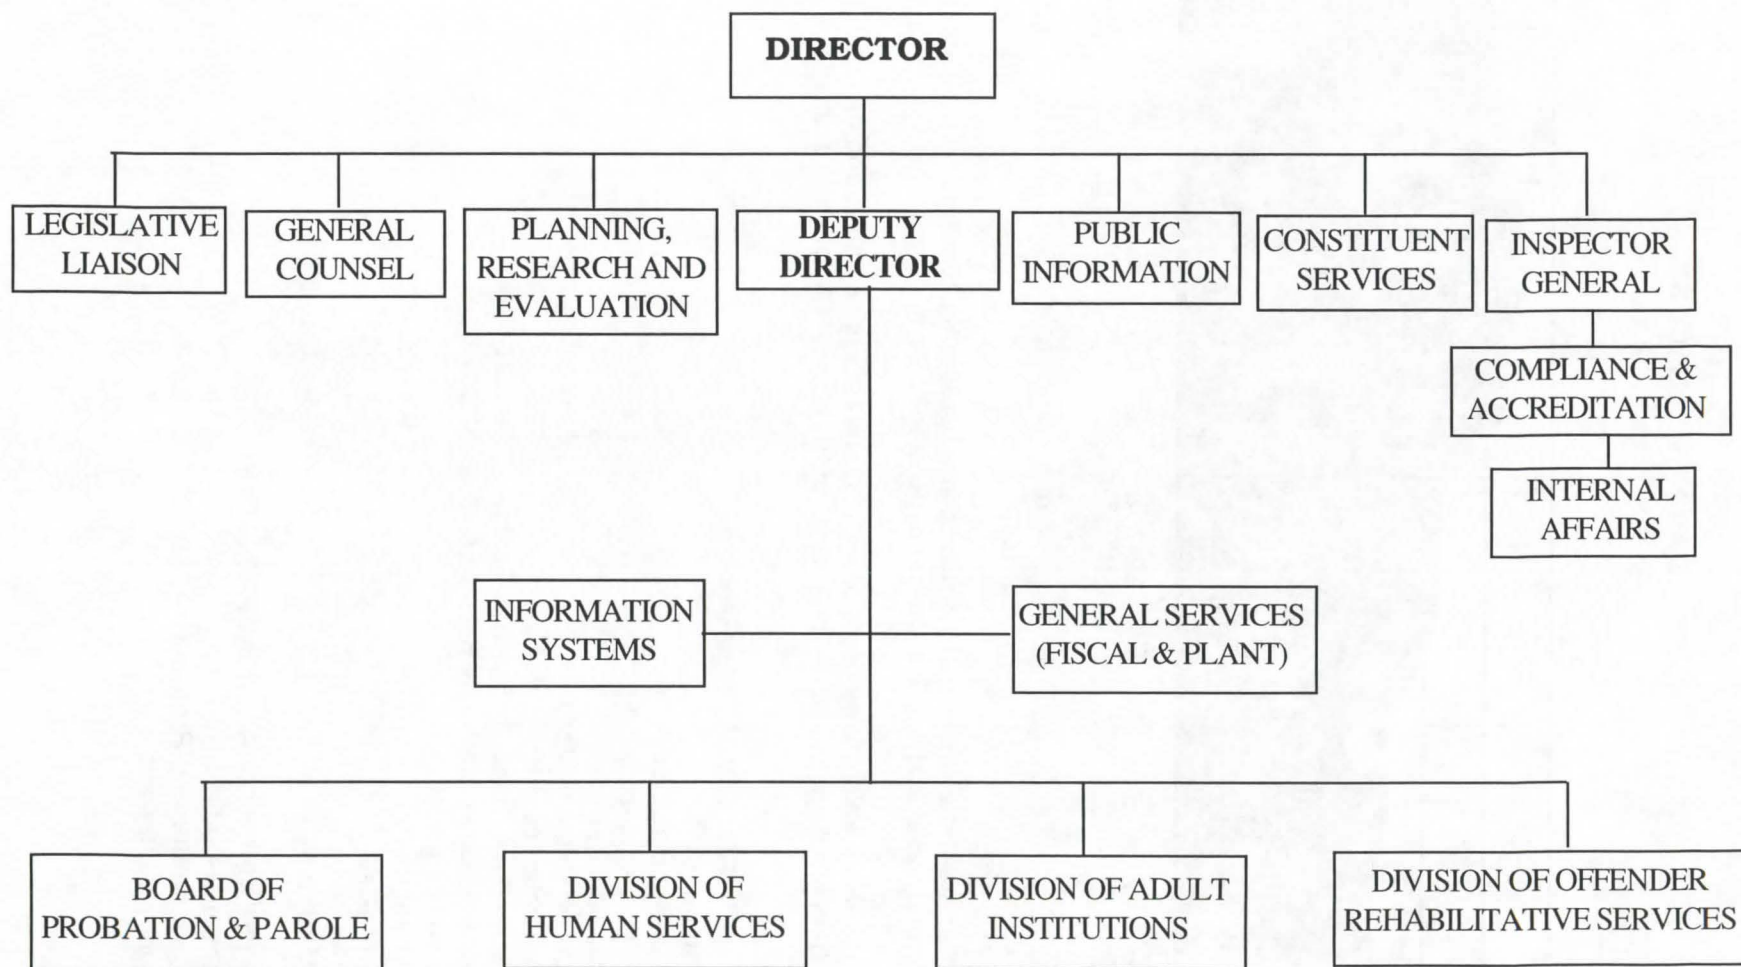 DIRECTOR
LEGISLATIVE
LIAISON
GENERAL
COUNSEL
PLANNING,
RESEARCH AND
EVALUATION
DEPUTY
DIRECTOR
PUBLIC
INFORMATION
CONSTITUENT
SERVICES
INSPECTOR
GENERAL
COMPLIANCE &
ACCREDITATION
INTERNAL
AFFAIRS
INFORMATION
SYSTEMS
GENERAL SERVICES
(FISCAL & PLANT)
BOARD OF
PROBATION & PAROLE
DIVISION OF
HUMAN SERVICES
DIVISION OF ADULT
INSTITUTIONS
DIVISION OF OFFENDER
REHABILITATIVE SERVICES